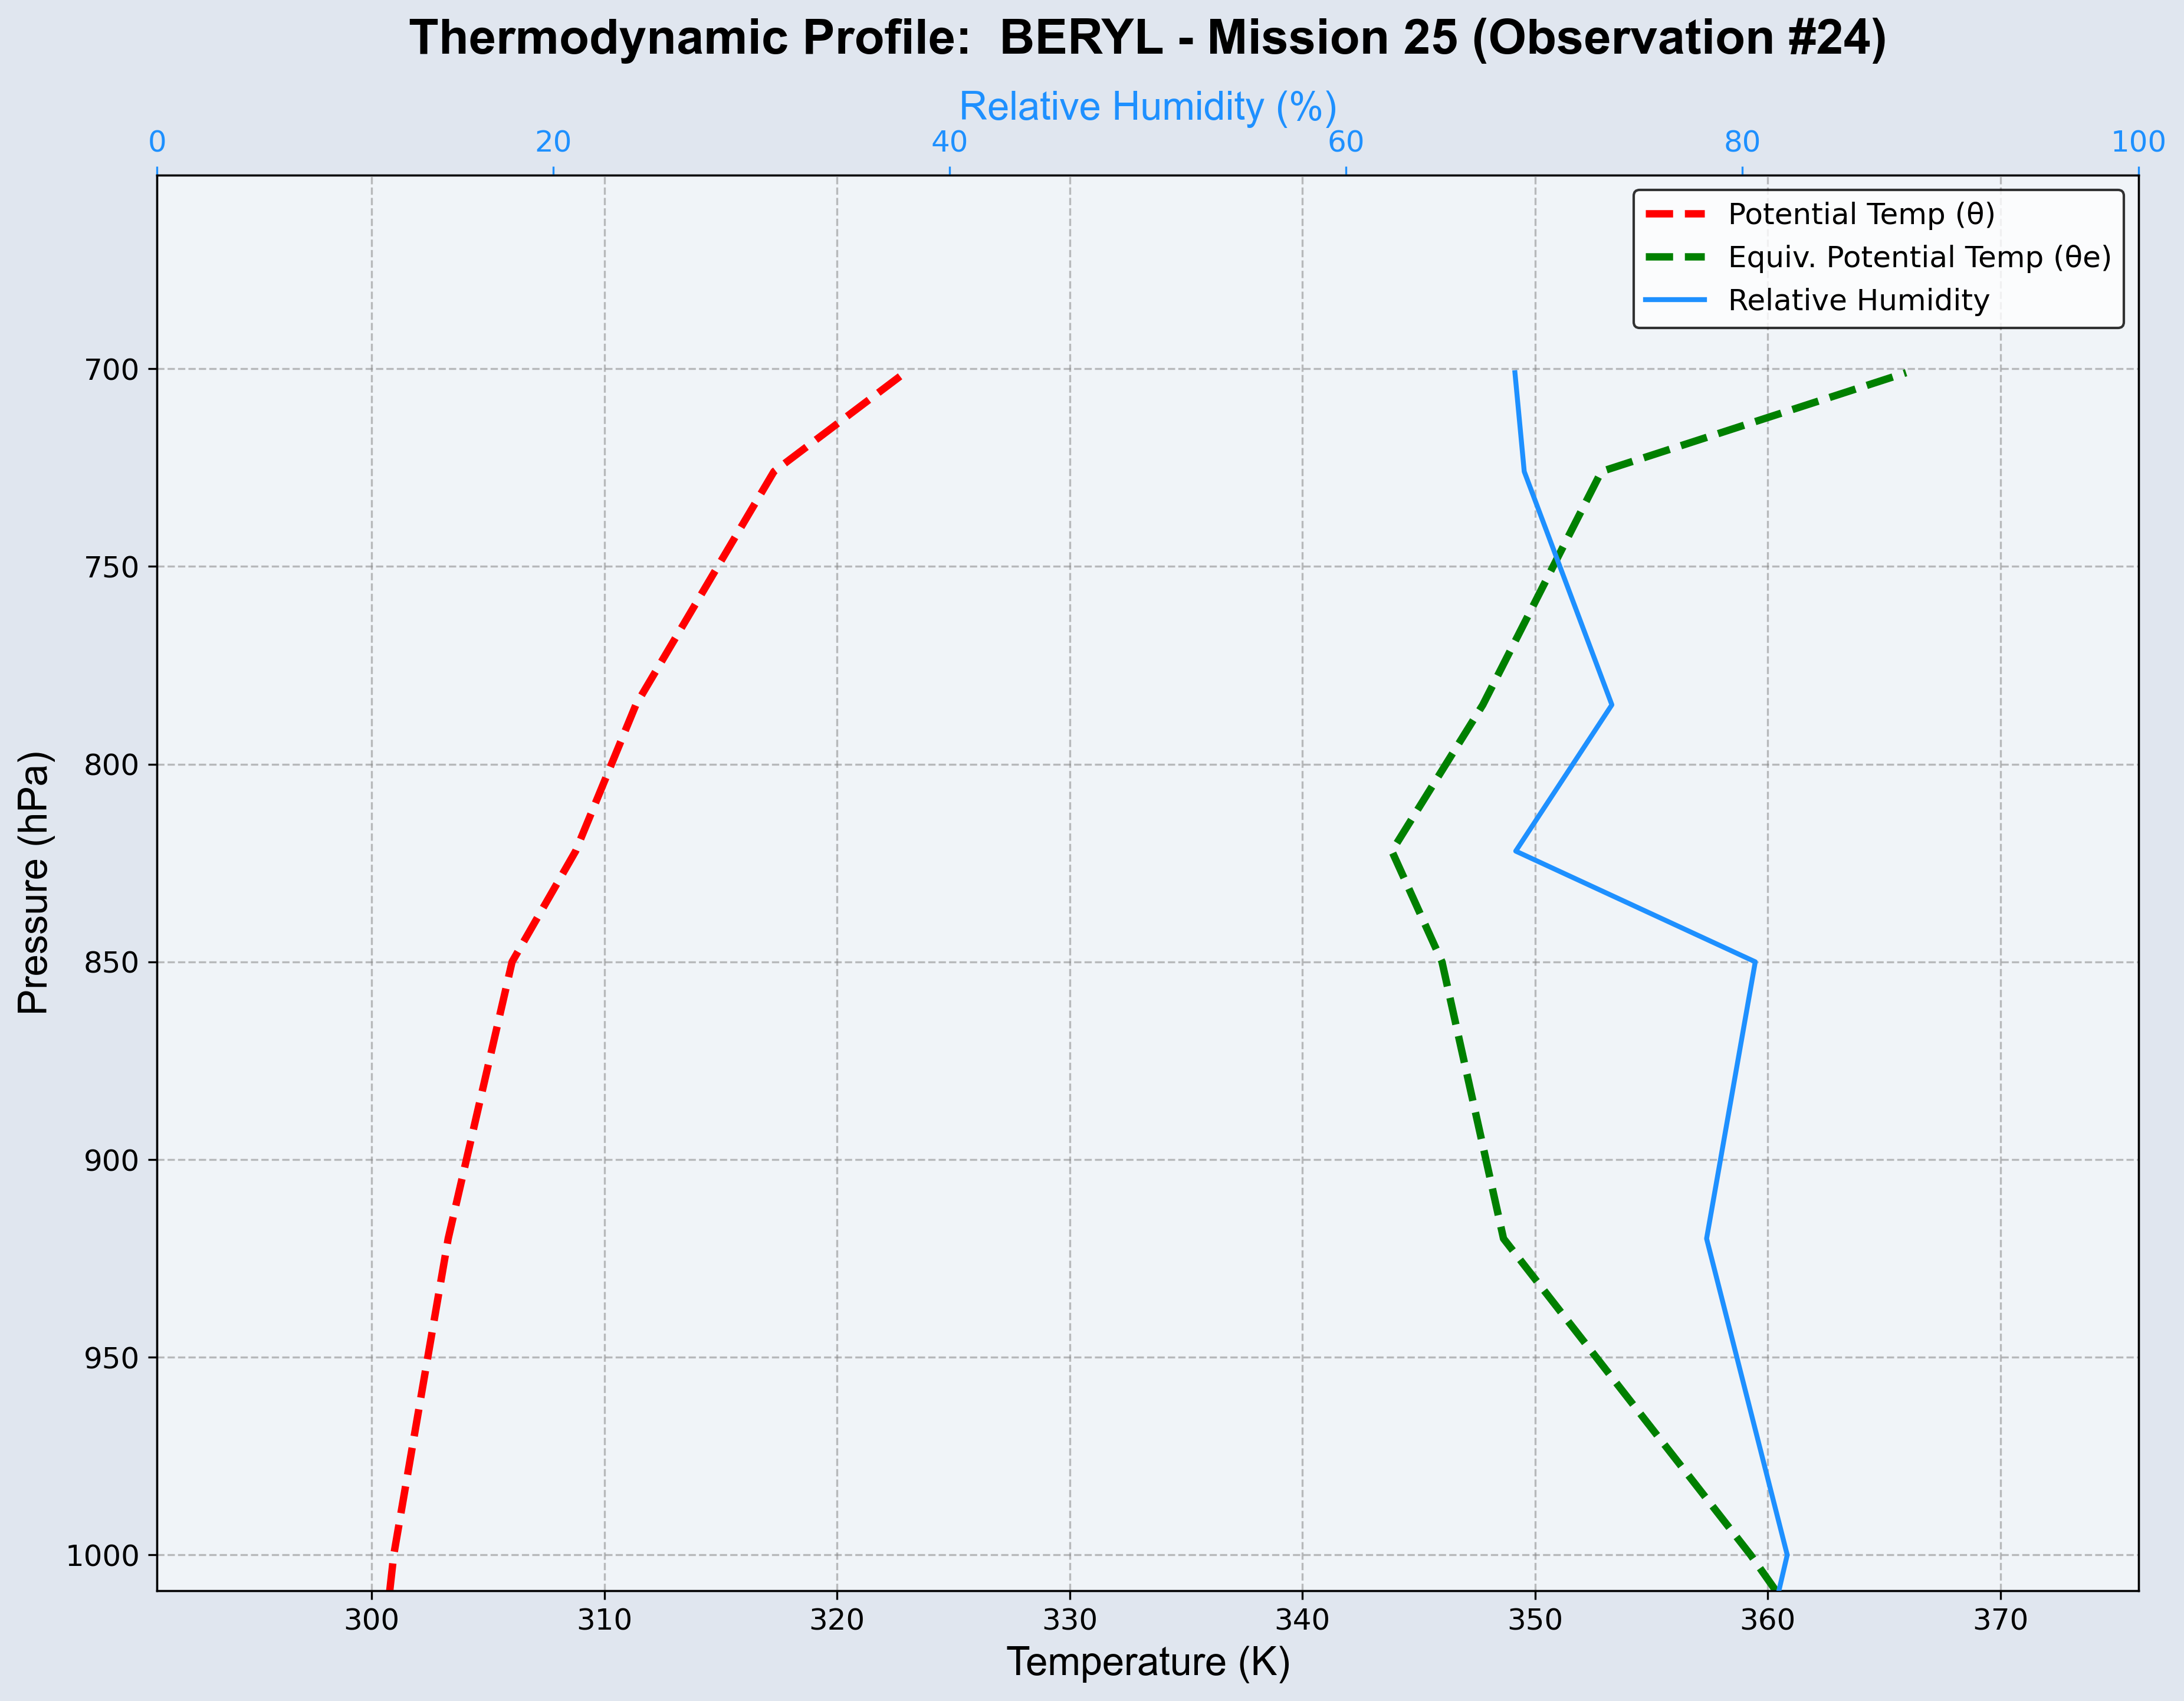 Thermodynamic Profile:  BERYL - Mission 25 (Observation #24)
Relative Humidity (%)
0 20 40 60 80 100
Potential Temp (θ)
Equiv. Potential Temp (θe)
Relative Humidity
700
750
800
850
900
950
1000
Pressure (hPa)
300 310 320 330 340 350 360 370
Temperature (K)